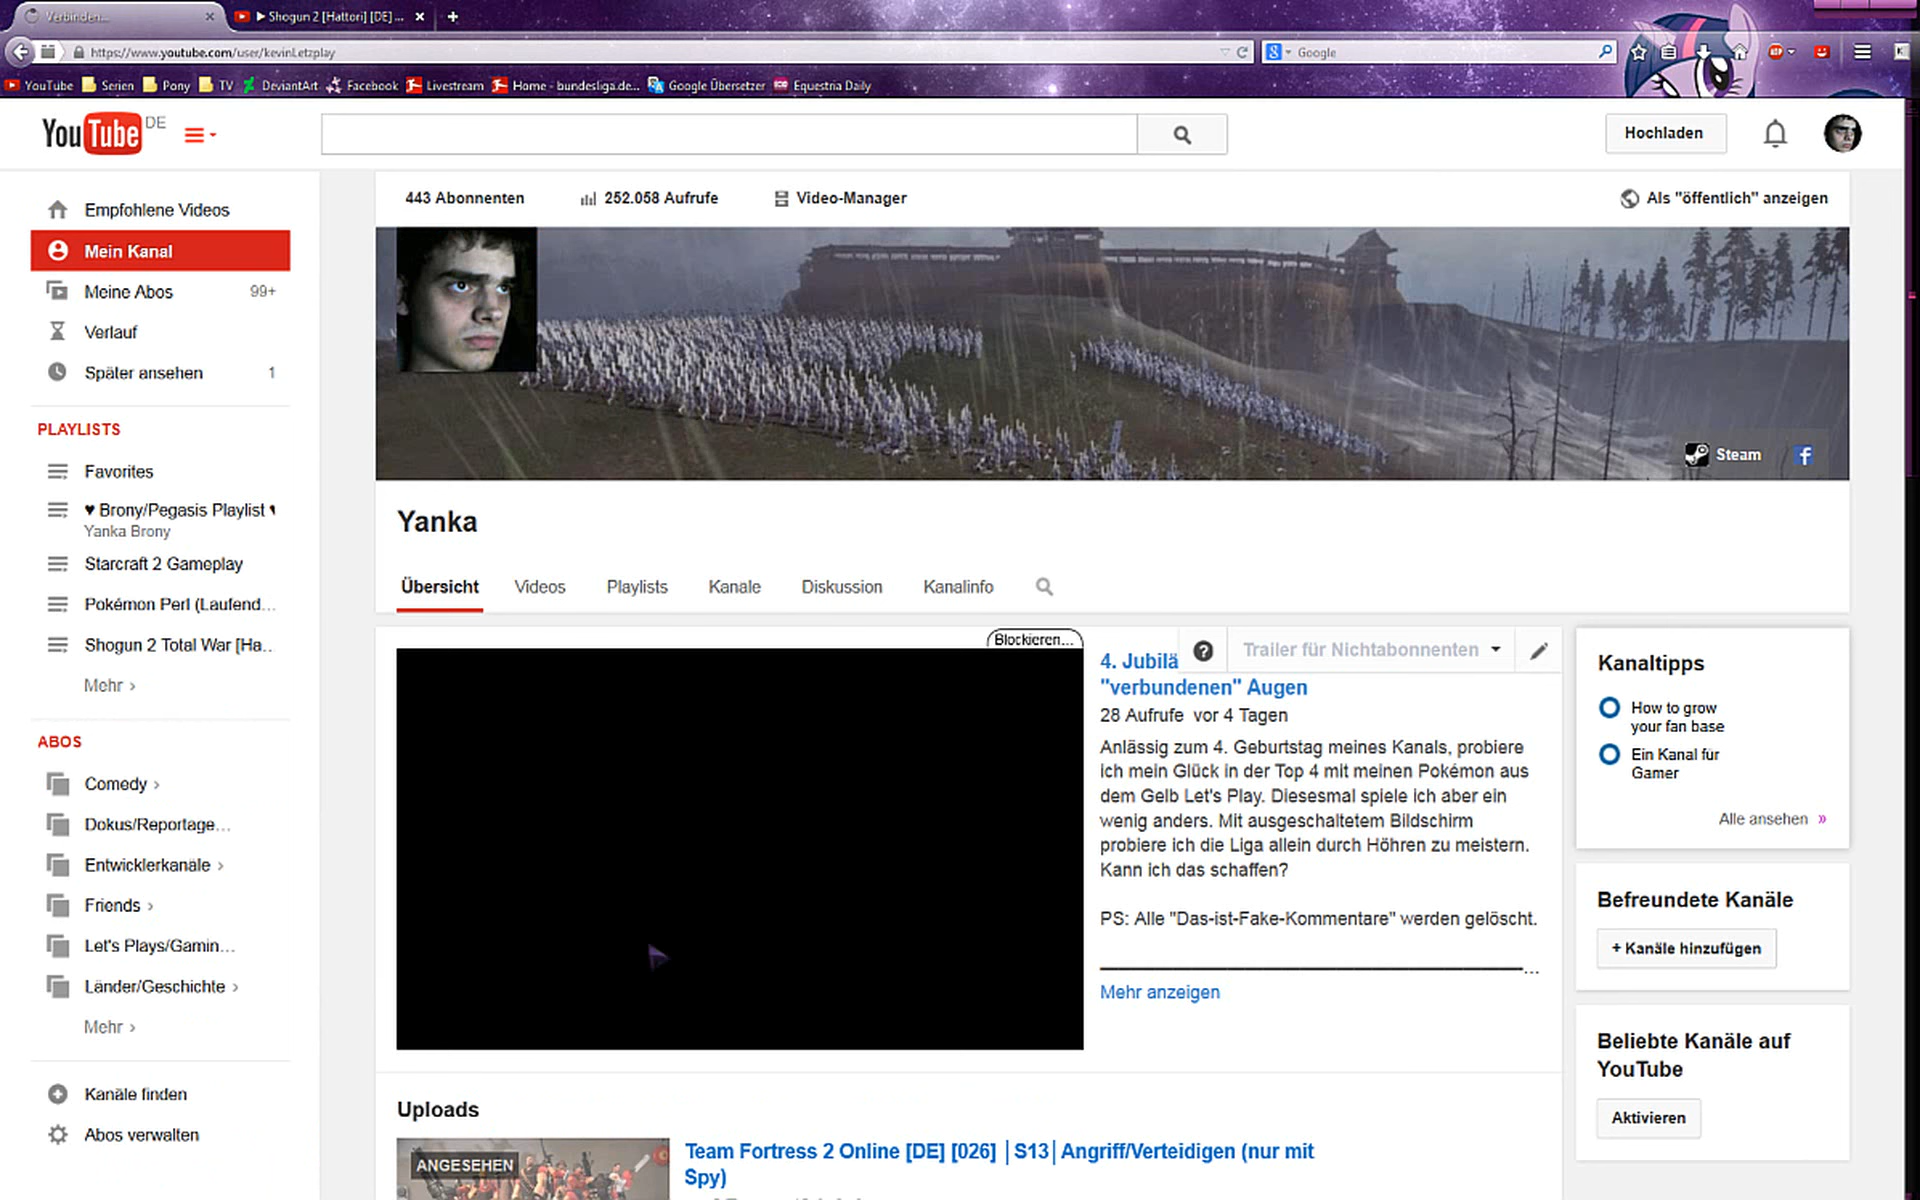 Verbinden...
▶ Shogun 2 [Hattori] [DE] ...
https://www.youtube.com/user/kevinLetzplay
Google
YouTube Serien Pony TV DeviantArt Facebook Livestream Home - bundesliga.de... Google Übersetzer Equestria Daily
YouTube DE
Hochladen
443 Abonnenten 252.058 Aufrufe Video-Manager Als "öffentlich" anzeigen
Empfohlene Videos
Mein Kanal
Meine Abos 99+
Verlauf
Später ansehen 1
PLAYLISTS
Favorites
♥ Brony/Pegasis Playlist
Yanka Brony
Starcraft 2 Gameplay
Pokémon Perl (Laufend...
Shogun 2 Total War [Ha...
Mehr ›
ABOS
Comedy ›
Dokus/Reportage...
Entwicklerkanäle ›
Friends ›
Let's Plays/Gamin...
Länder/Geschichte ›
Mehr ›
Kanäle finden
Abos verwalten
Steam
Yanka
Übersicht Videos Playlists Kanäle Diskussion Kanalinfo
Blockieren...
4. Jubilä
Trailer für Nichtabonnenten
"verbundenen" Augen
28 Aufrufe vor 4 Tagen
Anlässig zum 4. Geburtstag meines Kanals, probiere
ich mein Glück in der Top 4 mit meinen Pokémon aus
dem Gelb Let's Play. Diesesmal spiele ich aber ein
wenig anders. Mit ausgeschaltetem Bildschirm
probiere ich die Liga allein durch Höhren zu meistern.
Kann ich das schaffen?
PS: Alle "Das-ist-Fake-Kommentare" werden gelöscht.
...
Mehr anzeigen
Uploads
ANGESEHEN
Team Fortress 2 Online [DE] [026] │S13│Angriff/Verteidigen (nur mit
Spy)
Kanaltipps
How to grow
your fan base
Ein Kanal für
Gamer
Alle ansehen »
Befreundete Kanäle
+ Kanäle hinzufügen
Beliebte Kanäle auf
YouTube
Aktivieren